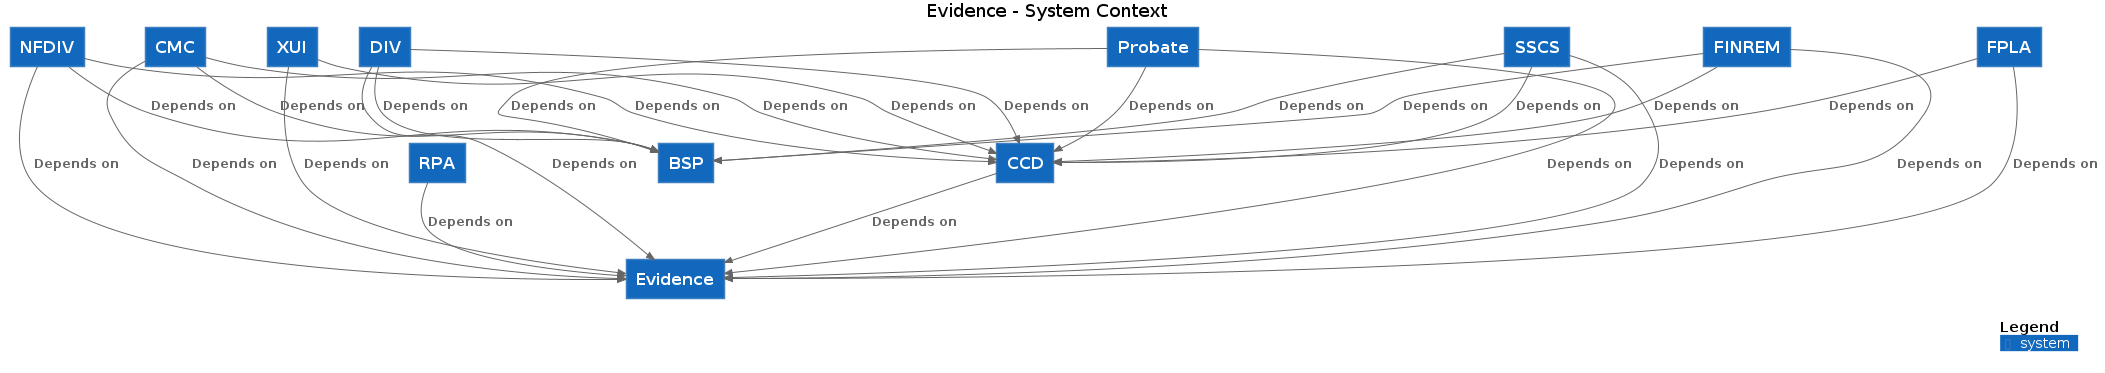 Evidence - System Context
NFDIV CMC XUI DIV Probate SSCS FINREM FPLA
Depends on Depends on Depends on Depends on Depends on Depends on Depends on Depends on Depends on Depends on Depends on Depends on Depends on
RPA BSP CCD
Depends on Depends on Depends on Depends on Depends on Depends on Depends on Depends on
Depends on Depends on
Evidence
Legend
system